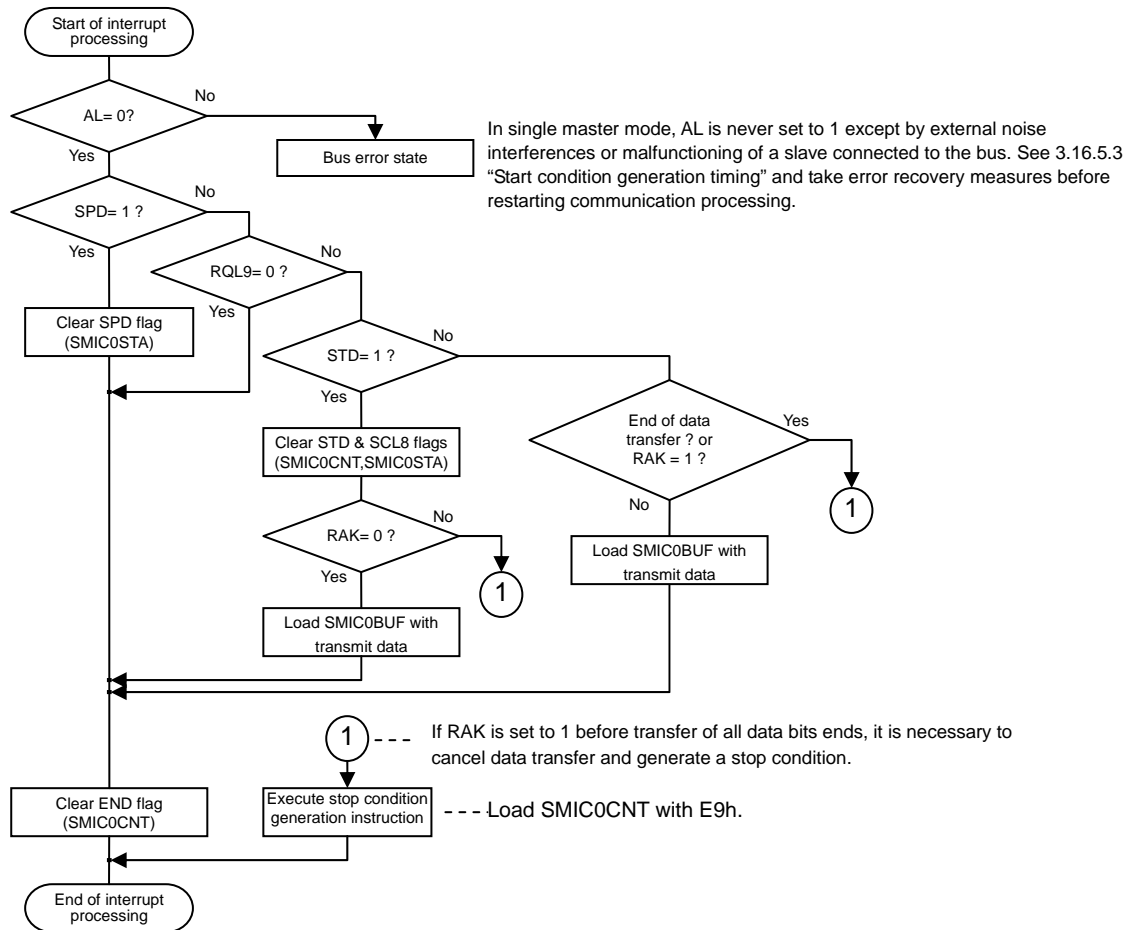 Start of interrupt
processing
AL= 0?
No
Yes
Bus error state
In single master mode, AL is never set to 1 except by external noise
interferences or malfunctioning of a slave connected to the bus. See 3.16.5.3
“Start condition generation timing” and take error recovery measures before
restarting communication processing.
SPD= 1 ?
No
Yes
RQL9= 0 ?
No
Yes
Clear SPD flag
(SMIC0STA)
STD= 1 ?
No
Yes
End of data
transfer ? or
RAK = 1 ?
Yes
No
1
Clear STD & SCL8 flags
(SMIC0CNT,SMIC0STA)
RAK= 0 ?
No
Yes
1
Load SMIC0BUF with
transmit data
Load SMIC0BUF with
transmit data
1
If RAK is set to 1 before transfer of all data bits ends, it is necessary to
cancel data transfer and generate a stop condition.
Clear END flag
(SMIC0CNT)
Execute stop condition
generation instruction
Load SMIC0CNT with E9h.
End of interrupt
processing